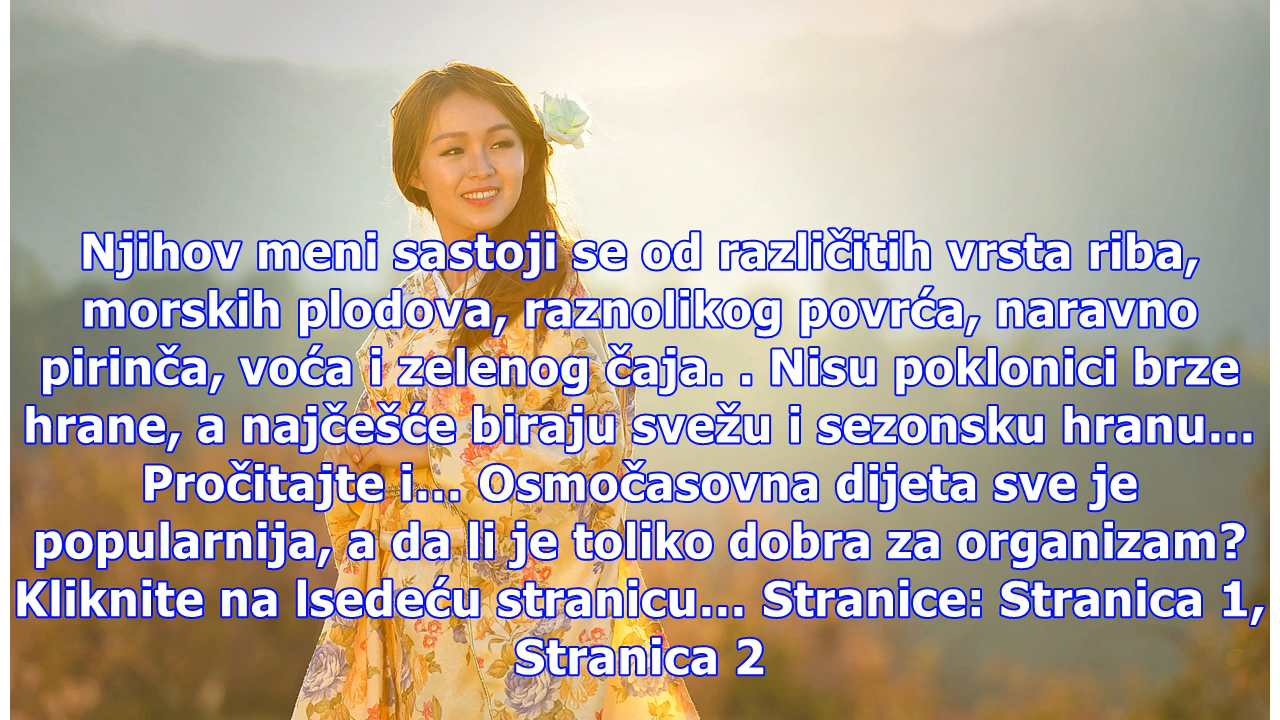 Njihov meni sastoji se od različitih vrsta riba,
morskih plodova, raznolikog povrća, naravno
pirinča, voća i zelenog čaja. . Nisu poklonici brze
hrane, a najčešće biraju svežu i sezonsku hranu...
Pročitajte i... Osmočasovna dijeta sve je
popularnija, a da li je toliko dobra za organizam?
Kliknite na lsedeću stranicu... Stranice: Stranica 1,
Stranica 2